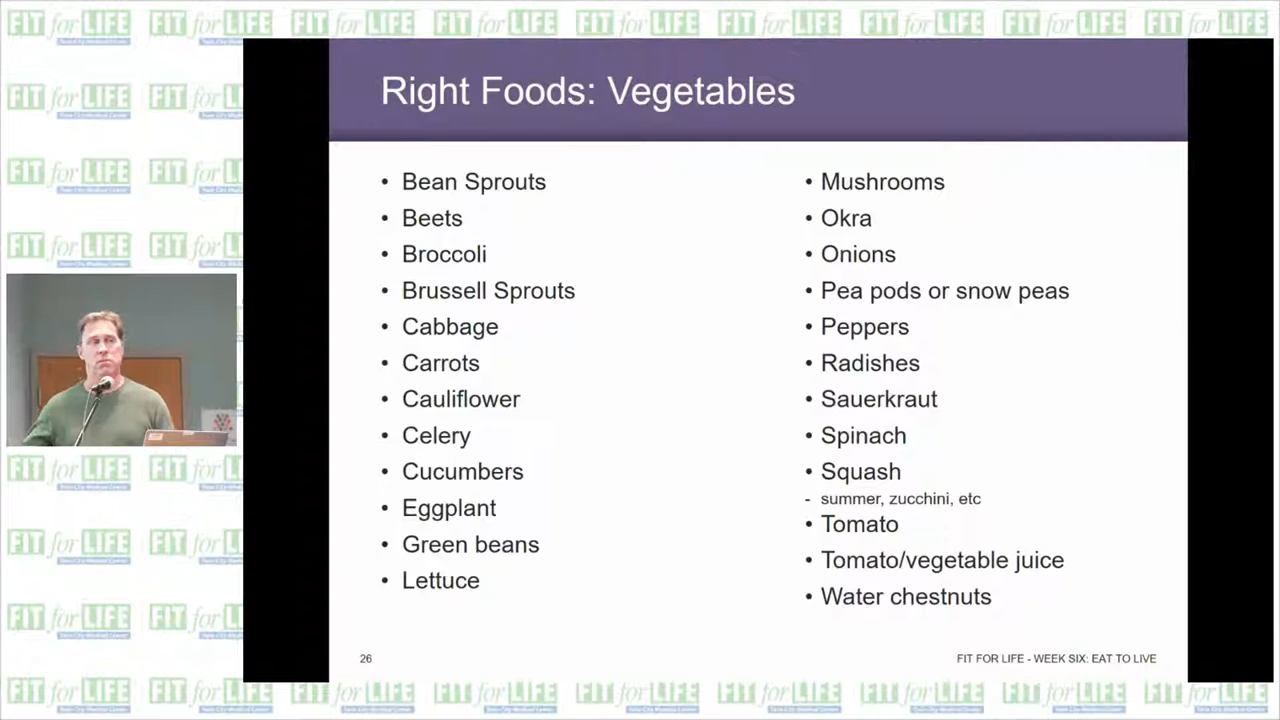 FIT for LIFE
Right Foods: Vegetables
• Bean Sprouts
• Beets
• Broccoli
• Brussell Sprouts
• Cabbage
• Carrots
• Cauliflower
• Celery
• Cucumbers
• Eggplant
• Green beans
• Lettuce
• Mushrooms
• Okra
• Onions
• Pea pods or snow peas
• Peppers
• Radishes
• Sauerkraut
• Spinach
• Squash
- summer, zucchini, etc
• Tomato
• Tomato/vegetable juice
• Water chestnuts
26
FIT FOR LIFE - WEEK SIX: EAT TO LIVE